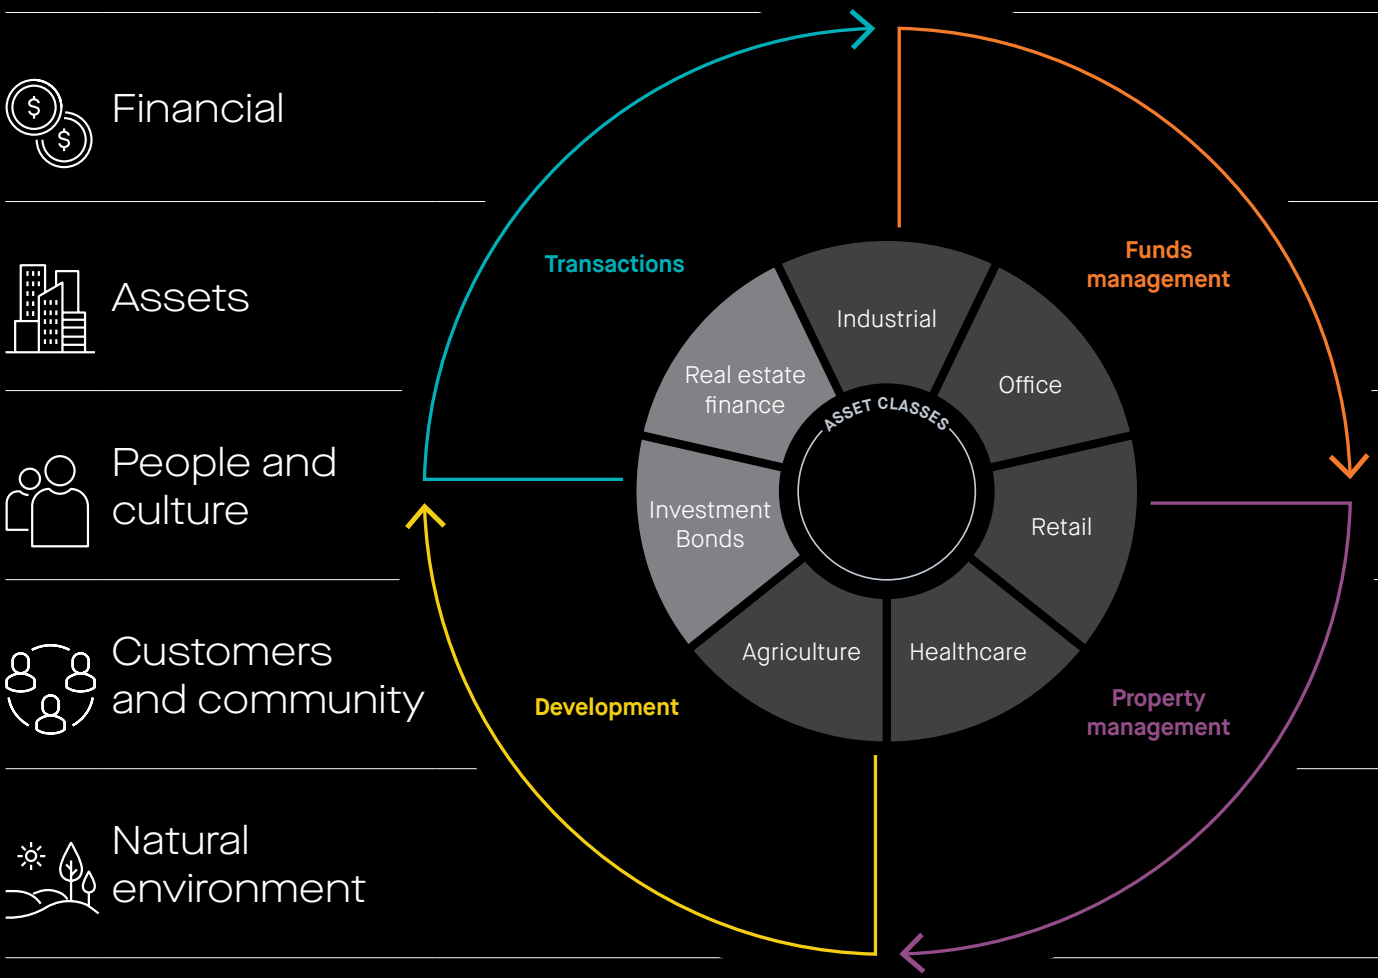 Financial
Assets
People and
culture
Customers
and community
Natural
environment
Transactions
Funds
management
Property
management
Development
ASSET CLASSES
Industrial
Office
Retail
Healthcare
Agriculture
Investment
Bonds
Real estate
finance
$
$